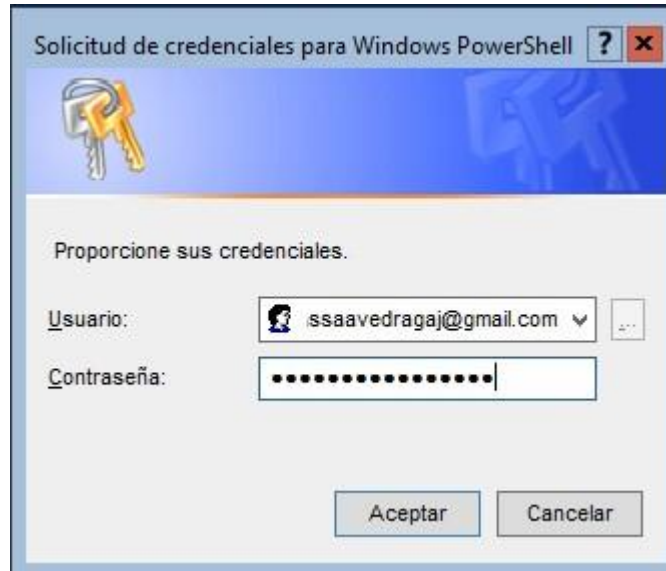 Solicitud de credenciales para Windows PowerShell ? ×
Proporcione sus credenciales.
Usuario: ssaavedragaj@gmail.com ...
Contraseña: ••••••••••••••••
Aceptar Cancelar